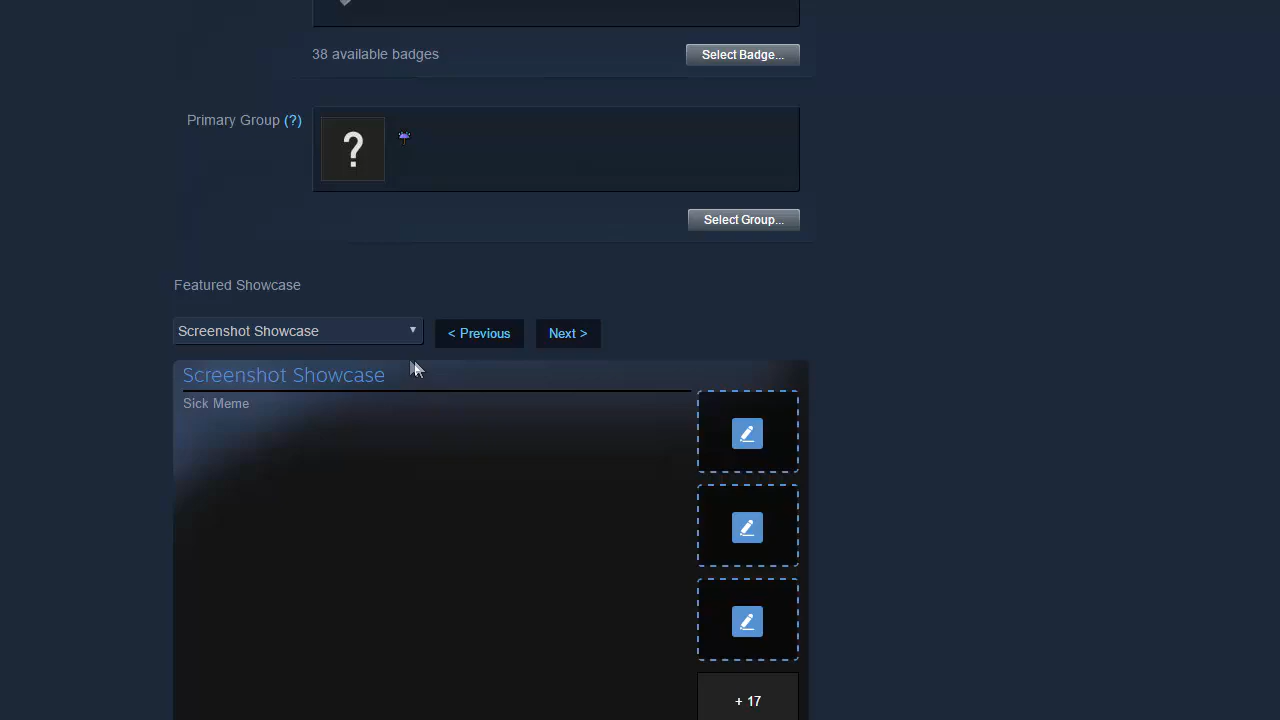 38 available badges
Select Badge...
Primary Group (?)
?
Select Group...
Featured Showcase
Screenshot Showcase
< Previous
Next >
Screenshot Showcase
Sick Meme
+ 17